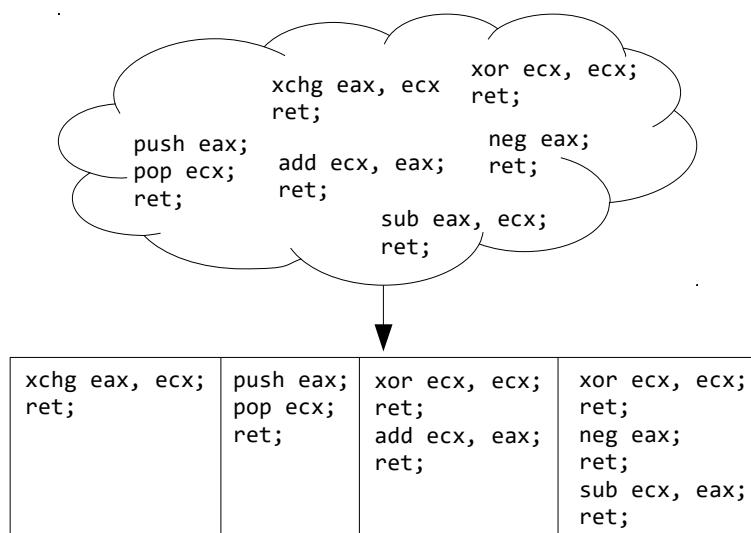 xchg eax, ecx
ret;
xor ecx, ecx;
ret;
push eax;
pop ecx;
ret;
add ecx, eax;
ret;
neg eax;
ret;
sub eax, ecx;
ret;
xchg eax, ecx;
ret;
push eax;
pop ecx;
ret;
xor ecx, ecx;
ret;
add ecx, eax;
ret;
xor ecx, ecx;
ret;
neg eax;
ret;
sub ecx, eax;
ret;